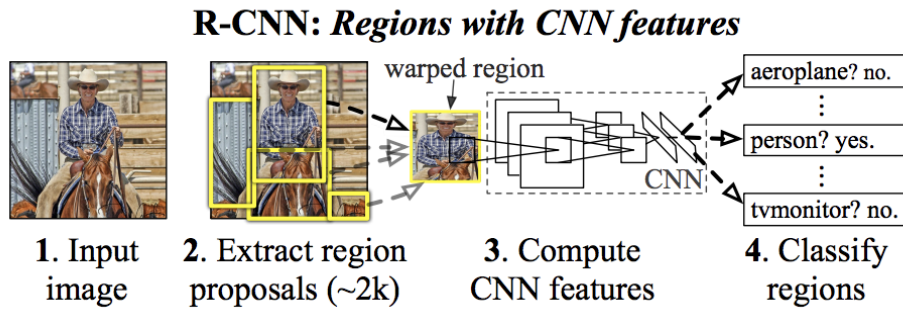 R-CNN: Regions with CNN features
warped region
aeroplane? no.
person? yes.
CNN
tvmonitor? no.
1. Input
image
2. Extract region
proposals (~2k)
3. Compute
CNN features
4. Classify
regions